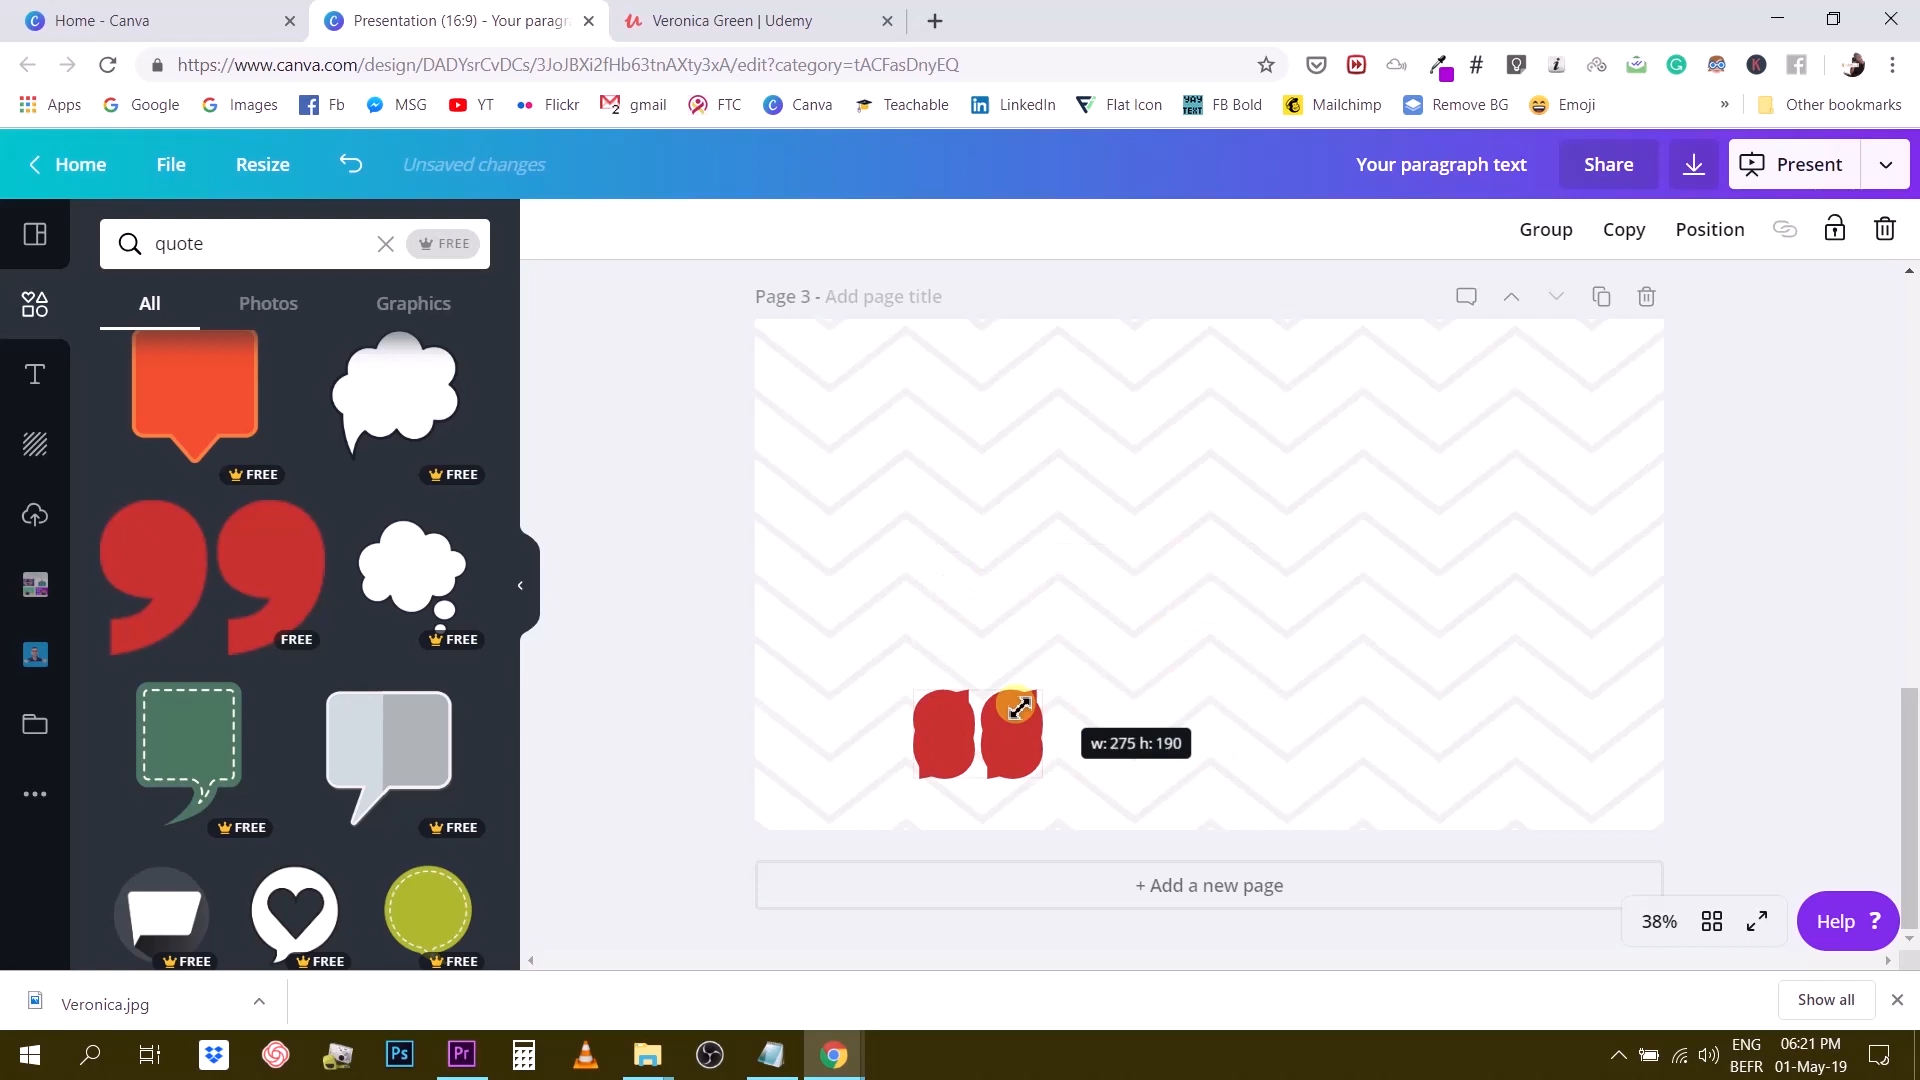 Home - Canva
Presentation (16:9) - Your paragr
Veronica Green | Udemy
https://www.canva.com/design/DADYsrCvDCs/3JoJBXi2fHb63tnAXty3xA/edit?category=tACFasDnyEQ
Apps Google Images Fb MSG YT Flickr gmail FTC Canva Teachable LinkedIn Flat Icon FB Bold Mailchimp Remove BG Emoji » Other bookmarks
Home File Resize Unsaved changes Your paragraph text Share Present
quote FREE
Group Copy Position
All Photos Graphics
Page 3 - Add page title
FREE FREE
FREE FREE
w: 275 h: 190
FREE FREE
+ Add a new page
38% Help ?
FREE FREE FREE
Veronica.jpg Show all
ENG 06:21 PM
BEFR 01-May-19